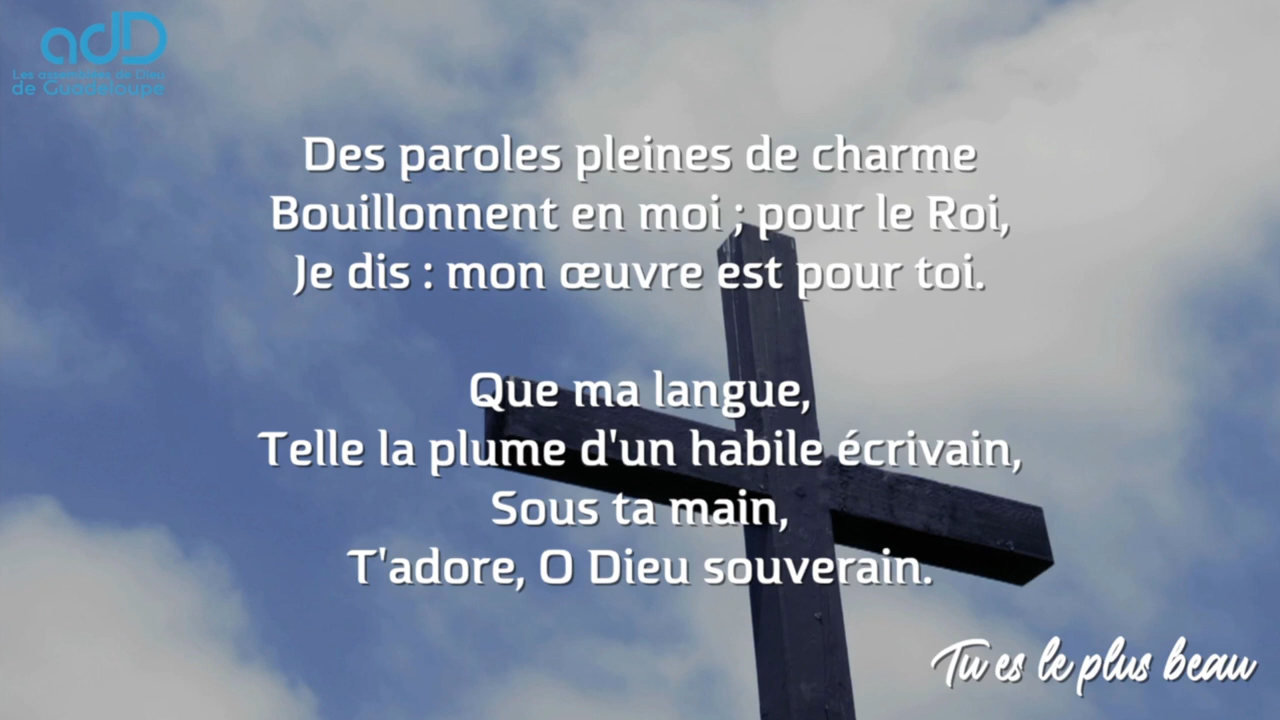 adD
Les assemblées de Dieu
de Guadeloupe
Des paroles pleines de charme
Bouillonnent en moi ; pour le Roi,
Je dis : mon œuvre est pour toi.
Que ma langue,
Telle la plume d'un habile écrivain,
Sous ta main,
T'adore, O Dieu souverain.
Tu es le plus beau